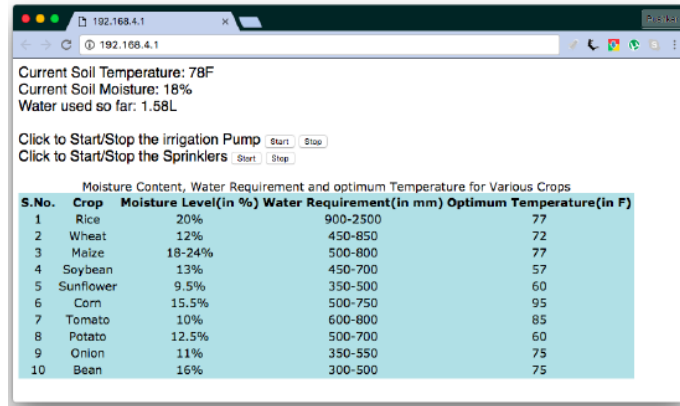 192.168.4.1
192.168.4.1
Current Soil Temperature: 78F
Current Soil Moisture: 18%
Water used so far: 1.58L
Click to Start/Stop the irrigation Pump Start Stop
Click to Start/Stop the Sprinklers Start Stop
Moisture Content, Water Requirement and optimum Temperature for Various Crops
S.No. Crop Moisture Level(in %) Water Requirement(in mm) Optimum Temperature(in F)
1 Rice 20% 900-2500 77
2 Wheat 12% 450-850 72
3 Maize 18-24% 500-800 77
4 Soybean 13% 450-700 57
5 Sunflower 9.5% 350-500 60
6 Corn 15.5% 500-750 95
7 Tomato 10% 600-800 85
8 Potato 12.5% 500-700 60
9 Onion 11% 350-550 75
10 Bean 16% 300-500 75